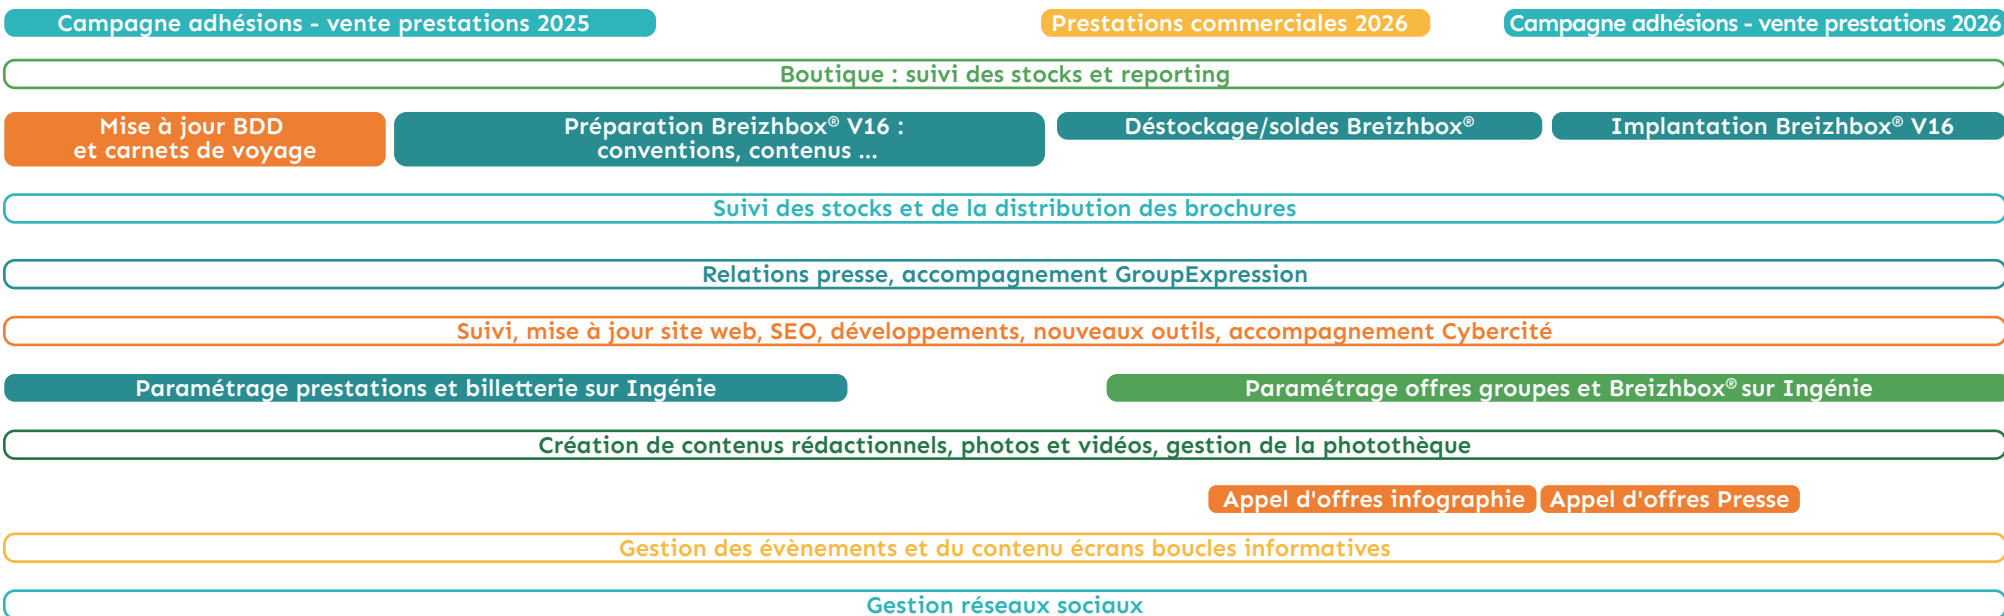 Campagne adhésions - vente prestations 2025
Prestations commerciales 2026
Campagne adhésions - vente prestations 2026
Boutique : suivi des stocks et reporting
Mise à jour BDD
et carnets de voyage
Préparation Breizhbox® V16 :
conventions, contenus ...
Déstockage/soldes Breizhbox®
Implantation Breizhbox® V16
Suivi des stocks et de la distribution des brochures
Relations presse, accompagnement GroupExpression
Suivi, mise à jour site web, SEO, développements, nouveaux outils, accompagnement Cybercité
Paramétrage prestations et billetterie sur Ingénie
Paramétrage offres groupes et Breizhbox® sur Ingénie
Création de contenus rédactionnels, photos et vidéos, gestion de la photothèque
Appel d'offres infographie
Appel d'offres Presse
Gestion des évènements et du contenu écrans boucles informatives
Gestion réseaux sociaux